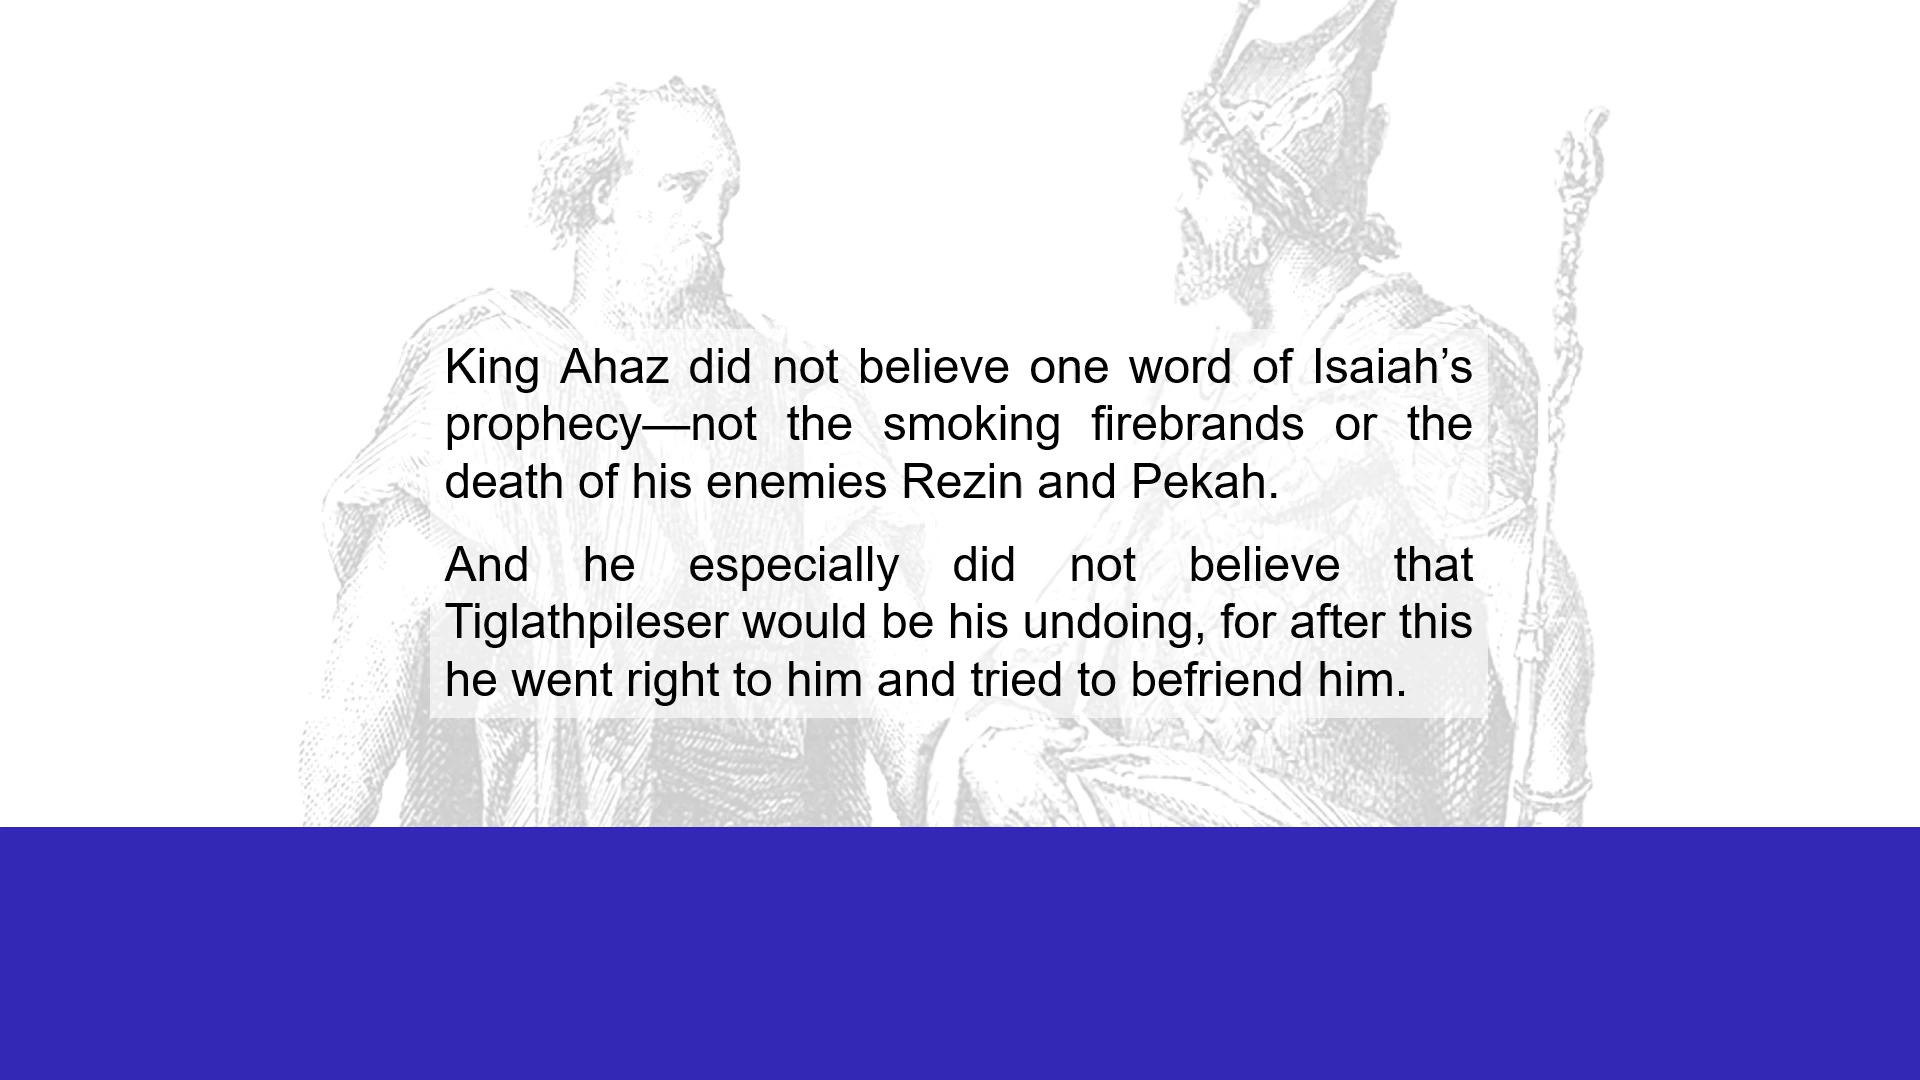 King Ahaz did not believe one word of Isaiah’s
prophecy—not the smoking firebrands or the
death of his enemies Rezin and Pekah.
And he especially did not believe that
Tiglathpileser would be his undoing, for after this
he went right to him and tried to befriend him.